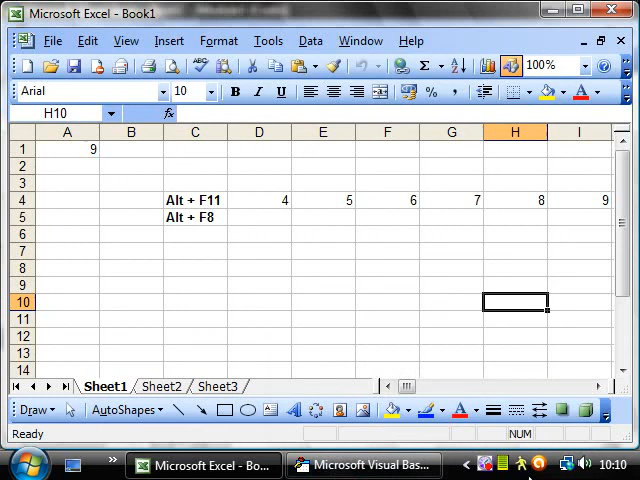 Microsoft Excel - Book1
File Edit View Insert Format Tools Data Window Help
100%
Arial 10 B I U
H10 fx
A B C D E F G H I
1 9
2
3
4 Alt + F11 4 5 6 7 8 9
5 Alt + F8
6
7
8
9
10
11
12
13
14
Sheet1 Sheet2 Sheet3
Draw AutoShapes
Ready NUM
Microsoft Excel - Bo... Microsoft Visual Bas... 10:10